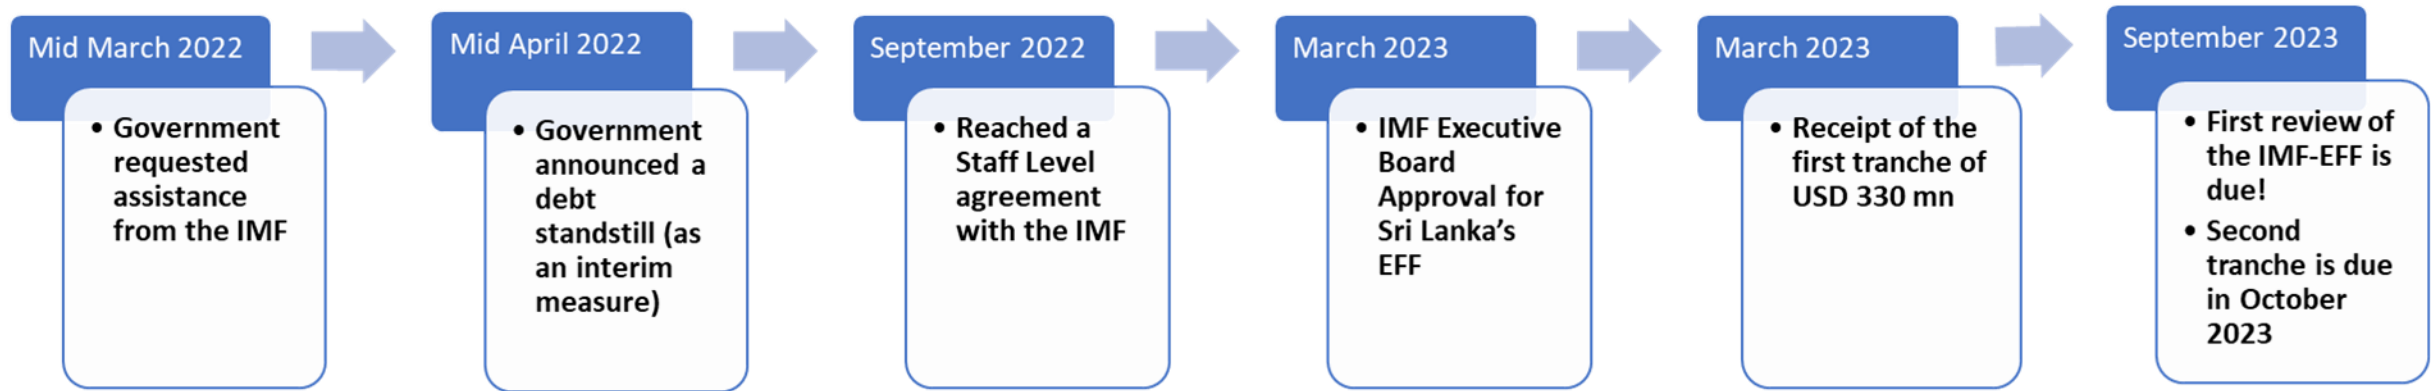 Mid March 2022
• Government
requested
assistance
from the IMF
Mid April 2022
• Government
announced a
debt
standstill (as
an interim
measure)
September 2022
• Reached a
Staff Level
agreement
with the IMF
March 2023
• IMF Executive
Board
Approval for
Sri Lanka’s
EFF
March 2023
• Receipt of the
first tranche of
USD 330 mn
September 2023
• First review of
the IMF-EFF is
due!
• Second
tranche is due
in October
2023